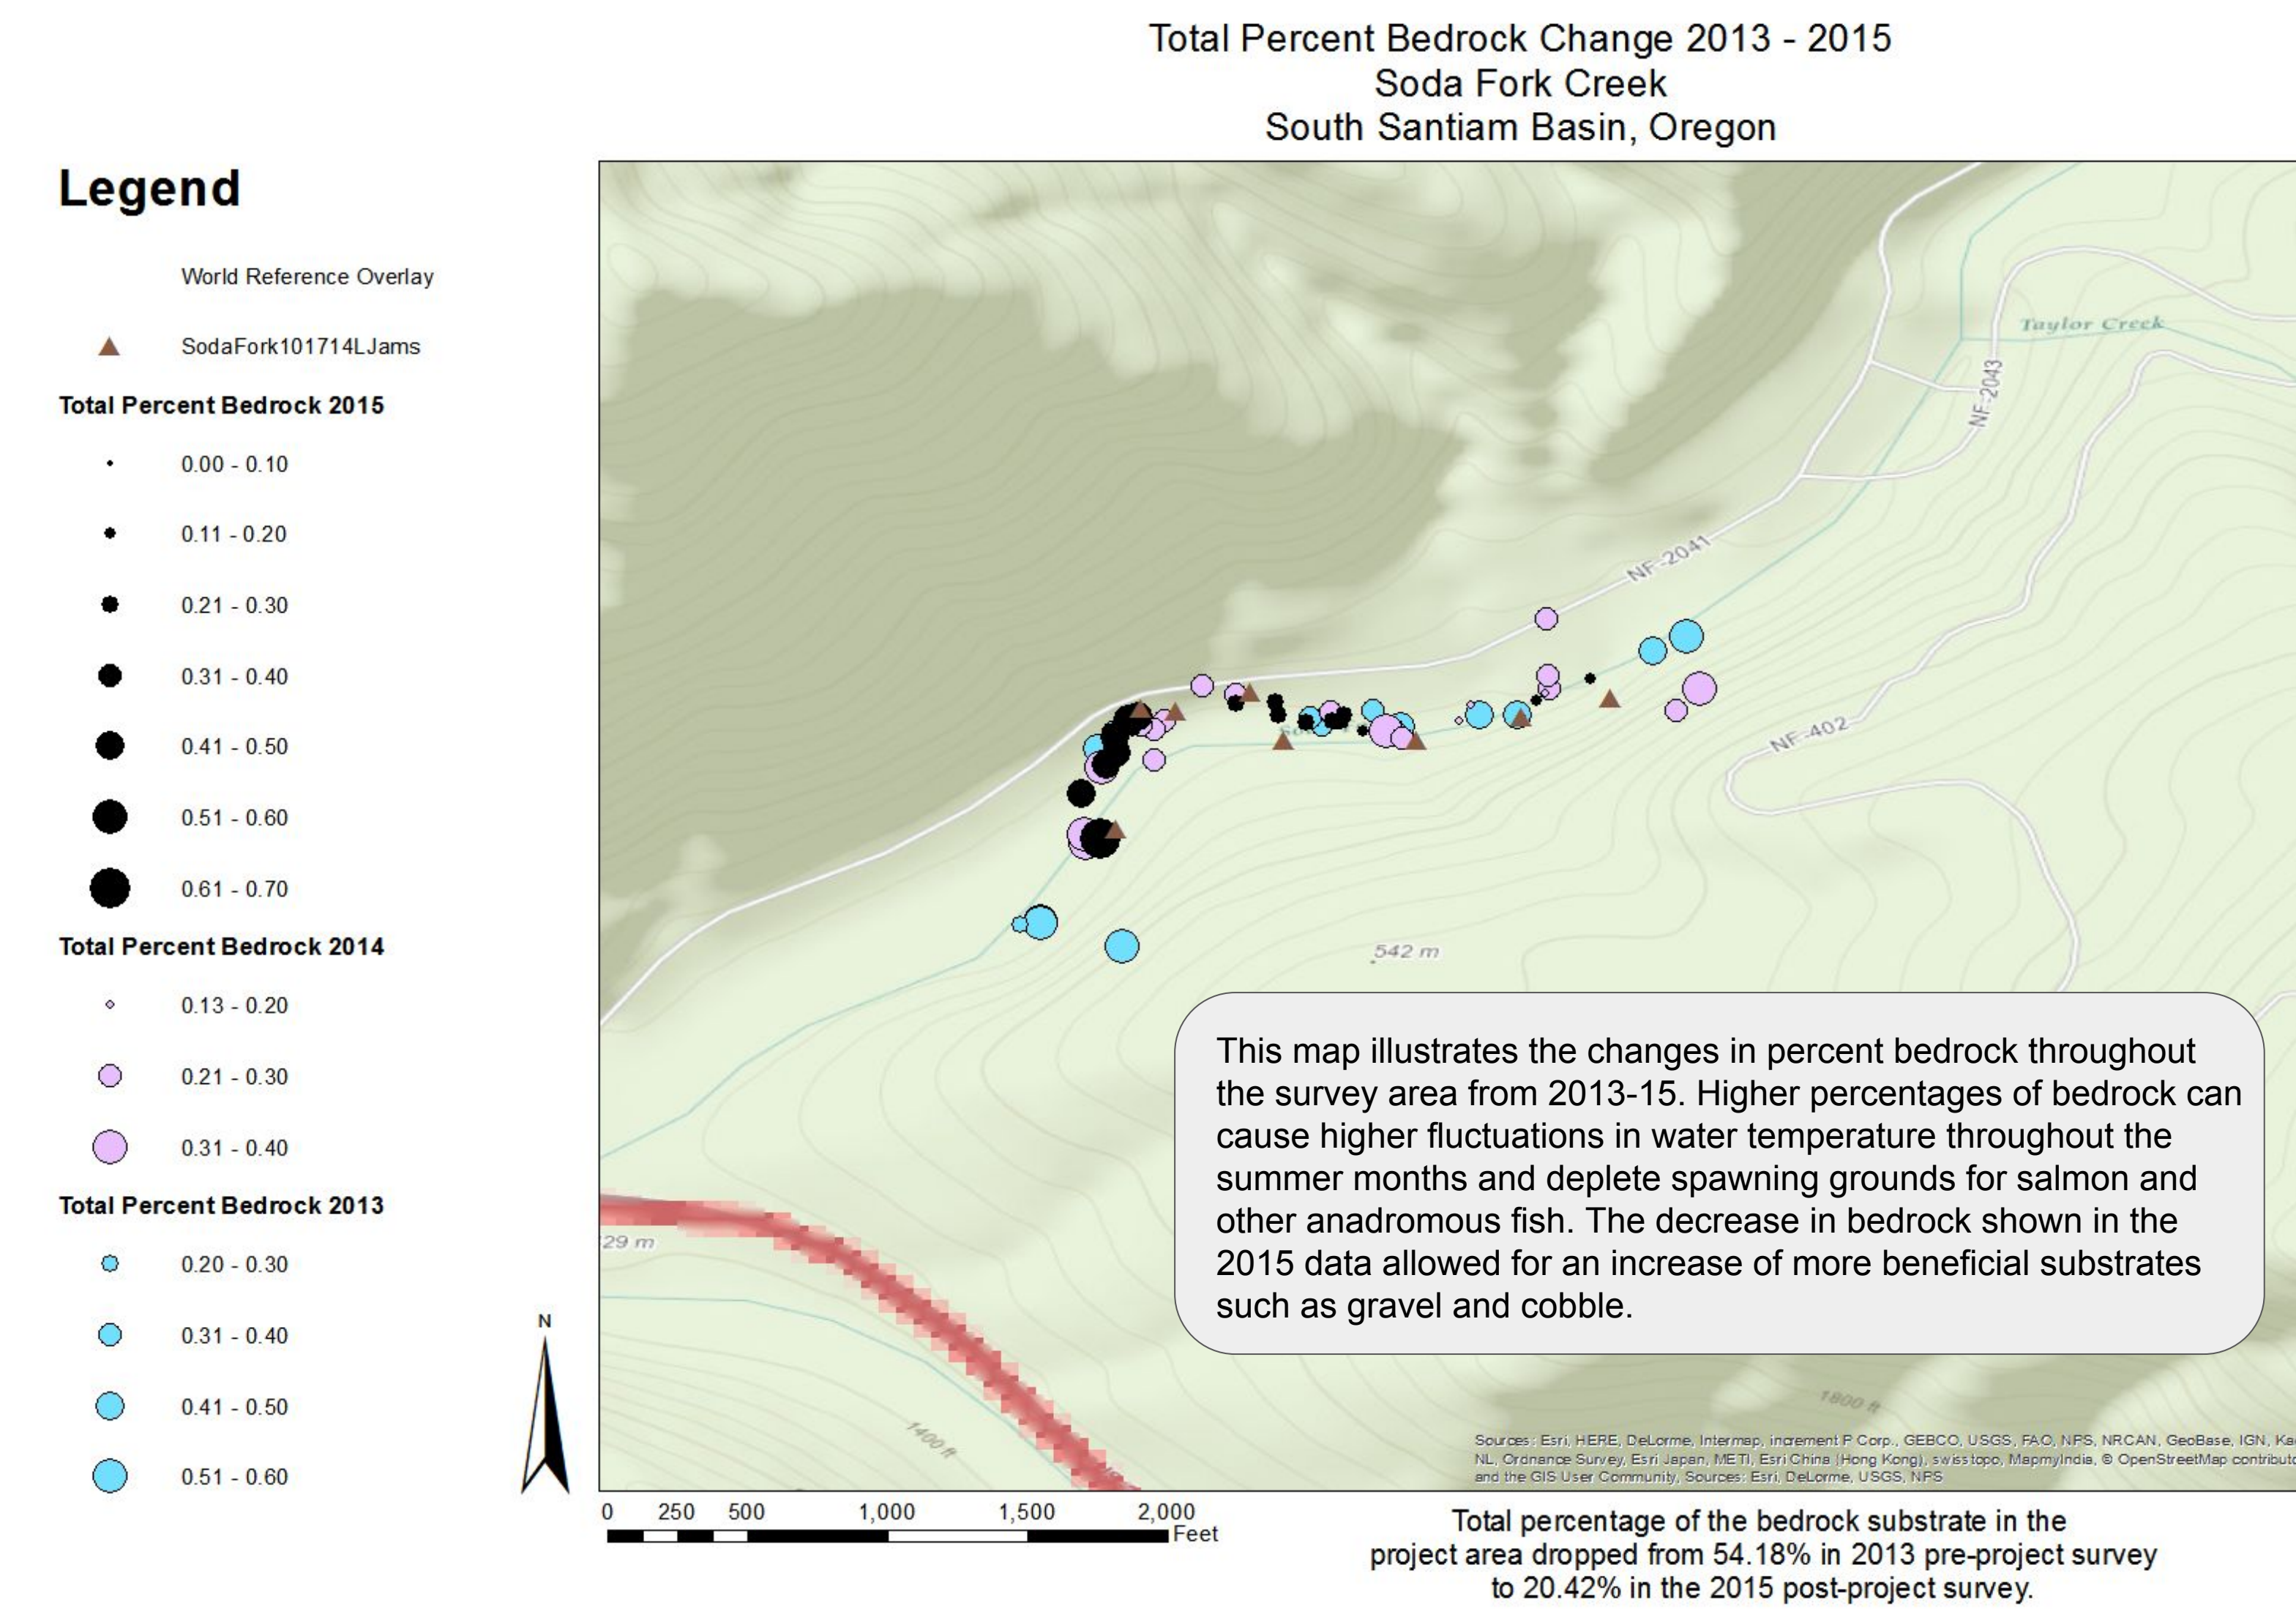 Total Percent Bedrock Change 2013 - 2015
Soda Fork Creek
South Santiam Basin, Oregon
Legend
World Reference Overlay
SodaFork101714LJams
Total Percent Bedrock 2015
0.00 - 0.10
0.11 - 0.20
0.21 - 0.30
0.31 - 0.40
0.41 - 0.50
0.51 - 0.60
0.61 - 0.70
Total Percent Bedrock 2014
0.13 - 0.20
0.21 - 0.30
0.31 - 0.40
Total Percent Bedrock 2013
0.20 - 0.30
0.31 - 0.40
0.41 - 0.50
0.51 - 0.60
N
Taylor Creek
NF-2043
NF-2041
NF-402
542 m
29 m
1400 ft
1800 ft
This map illustrates the changes in percent bedrock throughout
the survey area from 2013-15. Higher percentages of bedrock can
cause higher fluctuations in water temperature throughout the
summer months and deplete spawning grounds for salmon and
other anadromous fish. The decrease in bedrock shown in the
2015 data allowed for an increase of more beneficial substrates
such as gravel and cobble.
Sources: Esri, HERE, DeLorme, Intermap, increment P Corp., GEBCO, USGS, FAO, NPS, NRCAN, GeoBase, IGN, Ka
NL, Ordnance Survey, Esri Japan, METI, Esri China (Hong Kong), swisstopo, MapmyIndia, © OpenStreetMap contribut
and the GIS User Community, Sources: Esri, DeLorme, USGS, NPS
0 250 500 1,000 1,500 2,000
Feet
Total percentage of the bedrock substrate in the
project area dropped from 54.18% in 2013 pre-project survey
to 20.42% in the 2015 post-project survey.